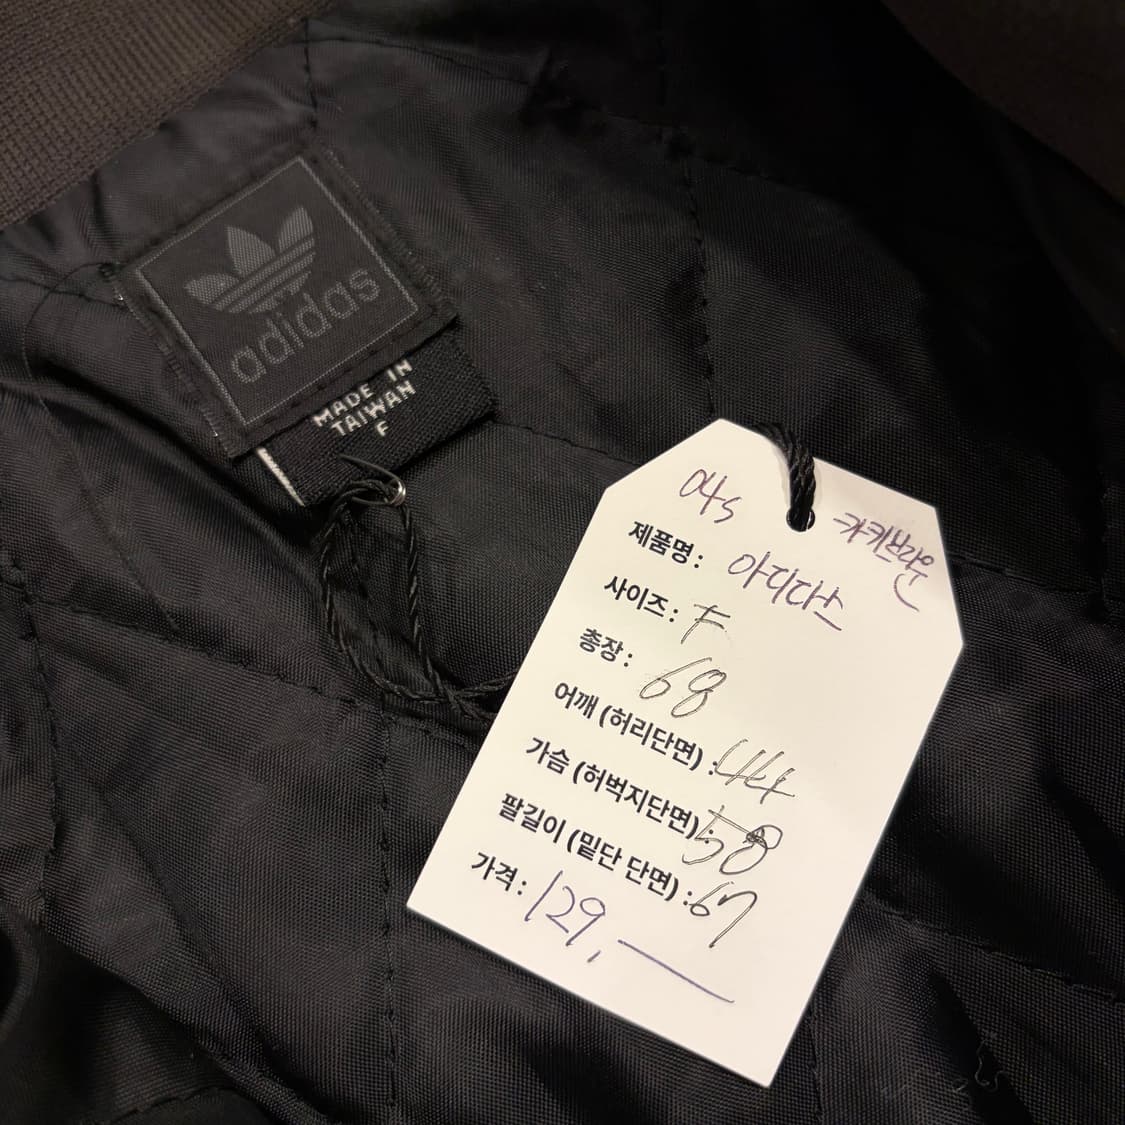 adidas
MADE IN
TAIWAN
F
04s 카키브라운
제품명: 아디다스
사이즈: F
총장: 68
어깨 (허리단면): 44
가슴 (허벅지단면): 58
팔길이 (밑단 단면): 67
가격: 129,—